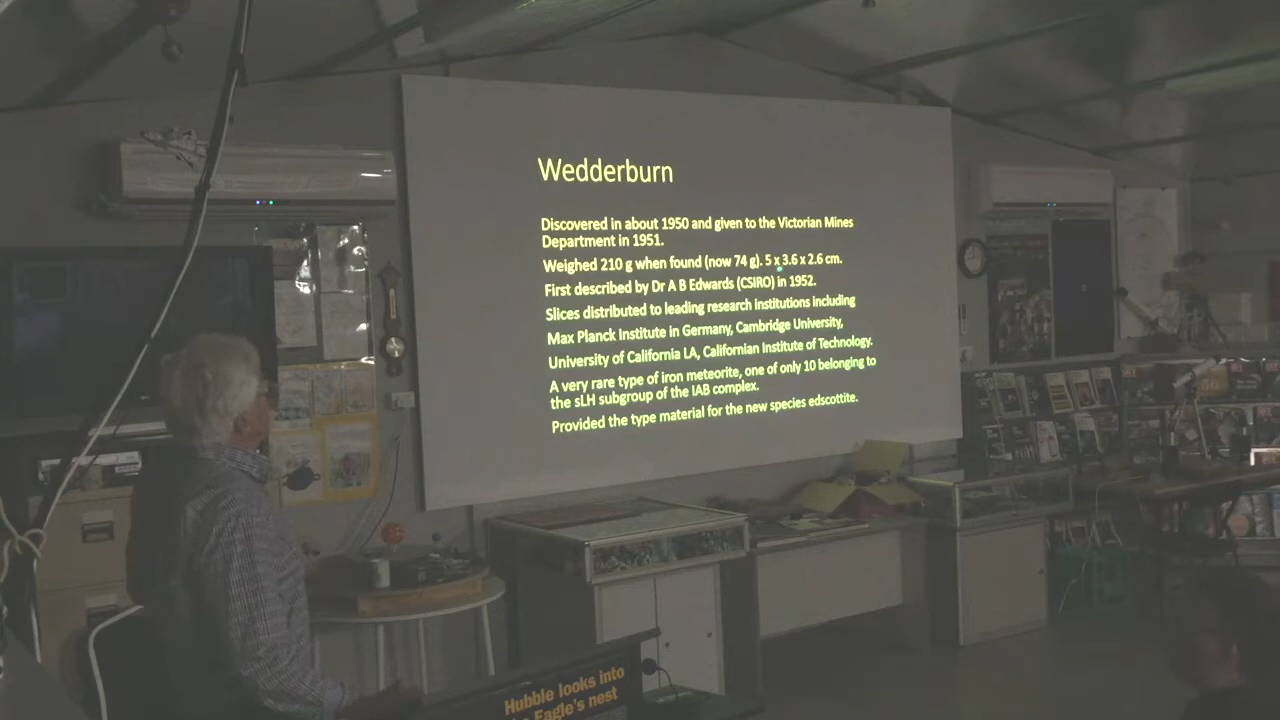 Wedderburn
Discovered in about 1950 and given to the Victorian Mines
Department in 1951.
Weighed 210 g when found (now 74 g). 5 x 3.6 x 2.6 cm.
First described by Dr A B Edwards (CSIRO) in 1952.
Slices distributed to leading research institutions including
Max Planck Institute in Germany, Cambridge University,
University of California LA, Californian Institute of Technology.
A very rare type of iron meteorite, one of only 10 belonging to
the sLH subgroup of the IAB complex.
Provided the type material for the new species edscottite.
Hubble looks into
Eagle's nest